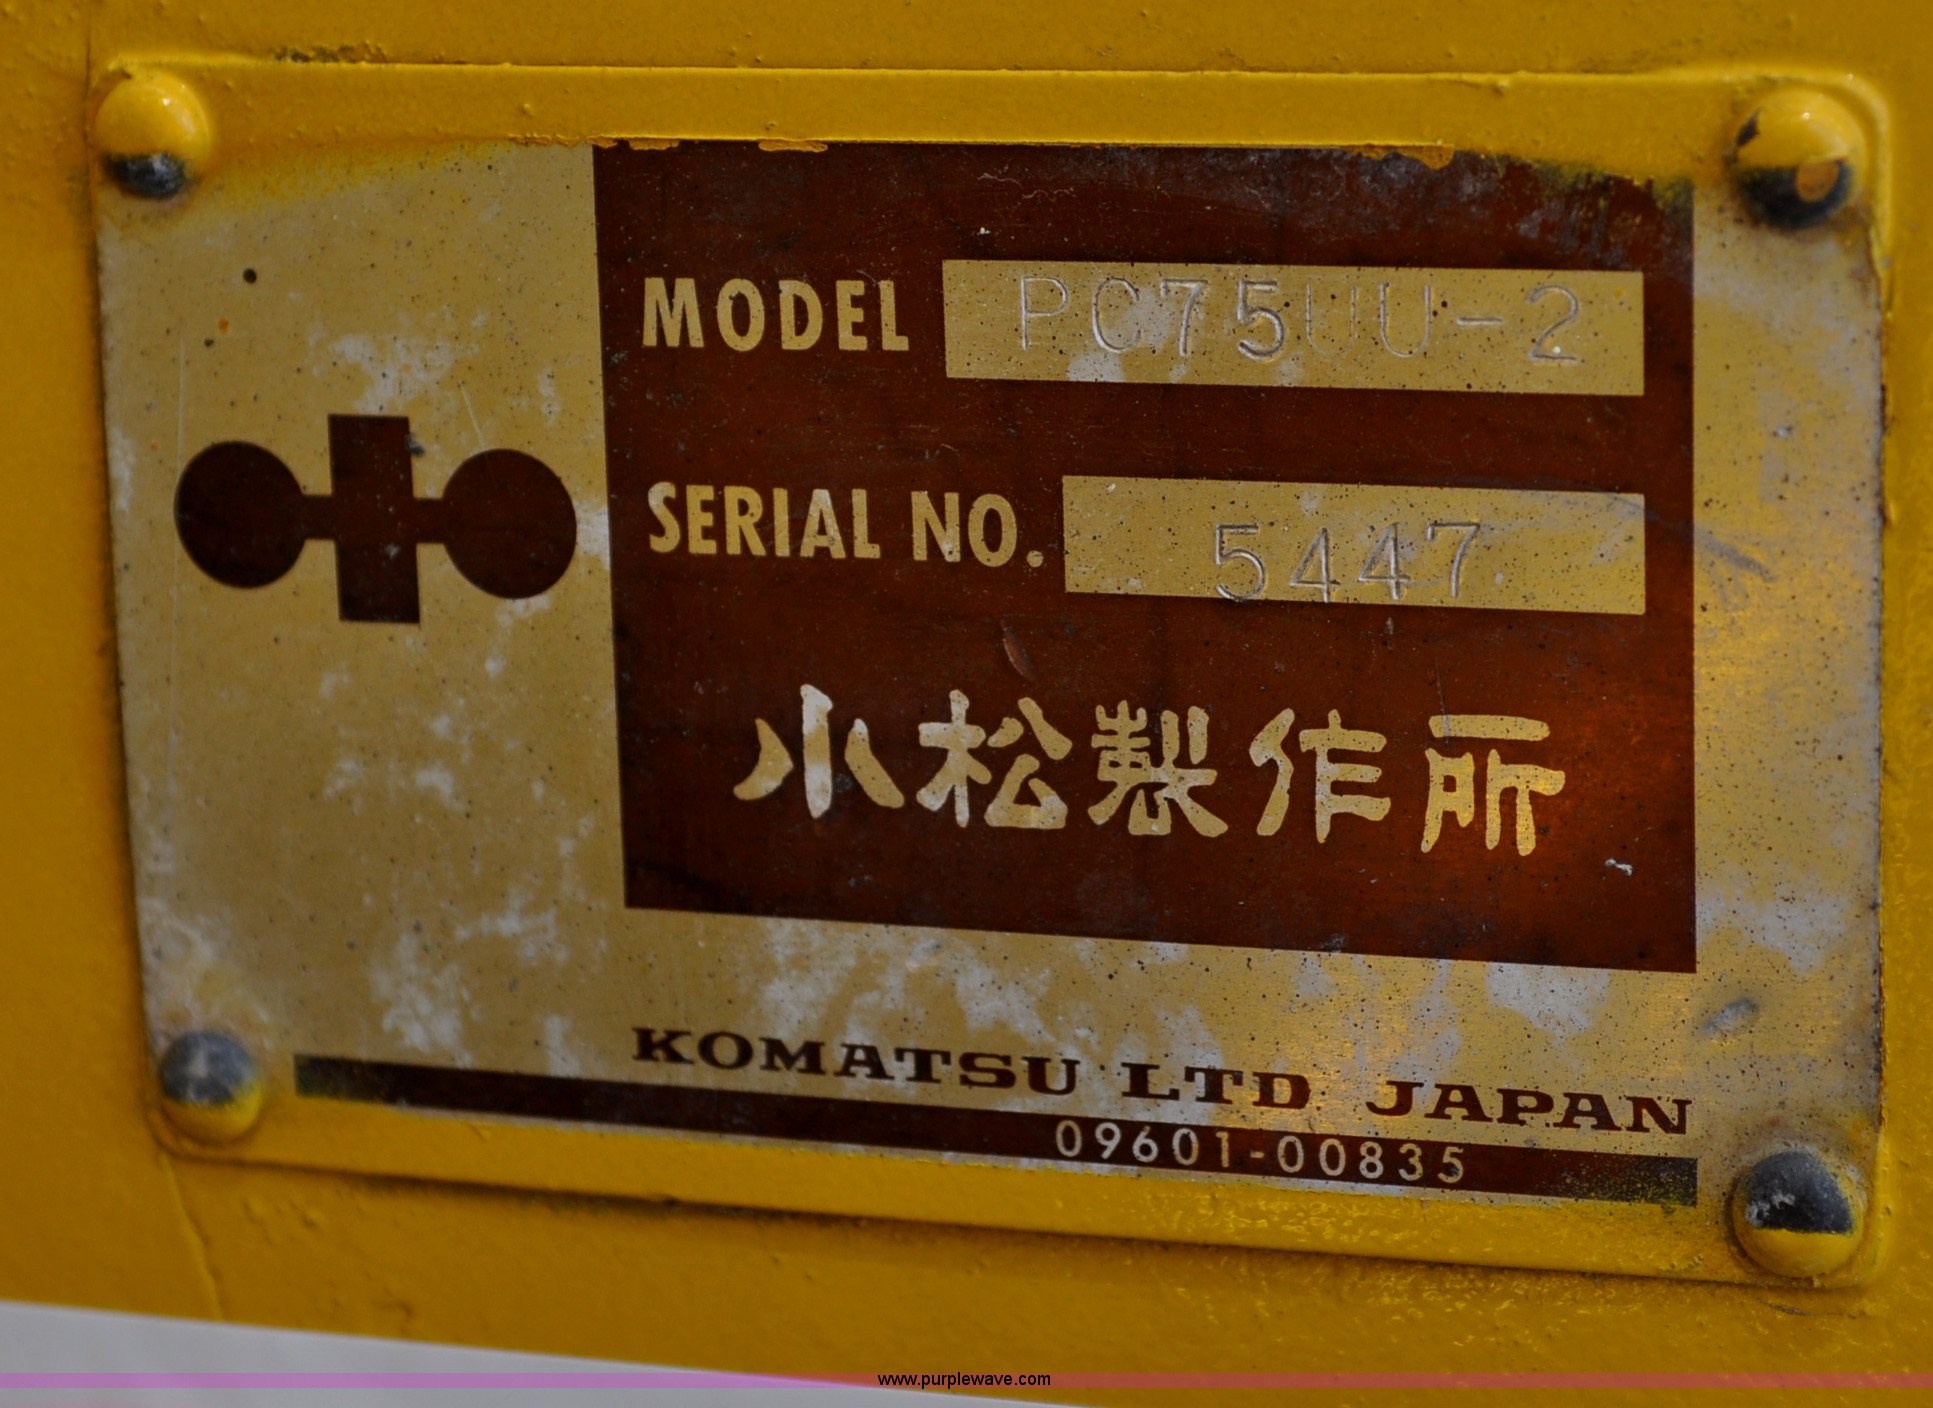 MODEL PC75UU-2
SERIAL NO. 5447
小松製作所
KOMATSU LTD JAPAN
09601-00835
www.purplewave.com